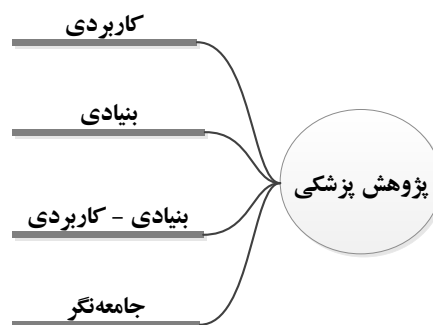 پژوهش پزشکی
کاربردی
بنیادی
بنیادی - کاربردی
جامعه‌نگر